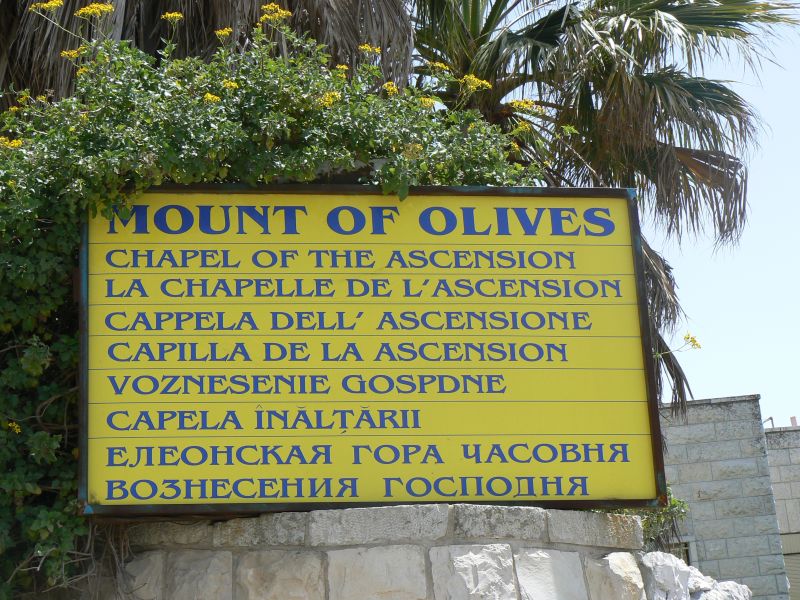 MOUNT OF OLIVES
CHAPEL OF THE ASCENSION
LA CHAPELLE DE L'ASCENSION
CAPPELA DELL' ASCENSIONE
CAPILLA DE LA ASCENSION
VOZNESENIE GOSPDNE
CAPELA ÎNĂLȚĂRII
ЕЛЕОНСКАЯ ГОРА ЧАСОВНЯ
ВОЗНЕСЕНИЯ ГОСПОДНЯ